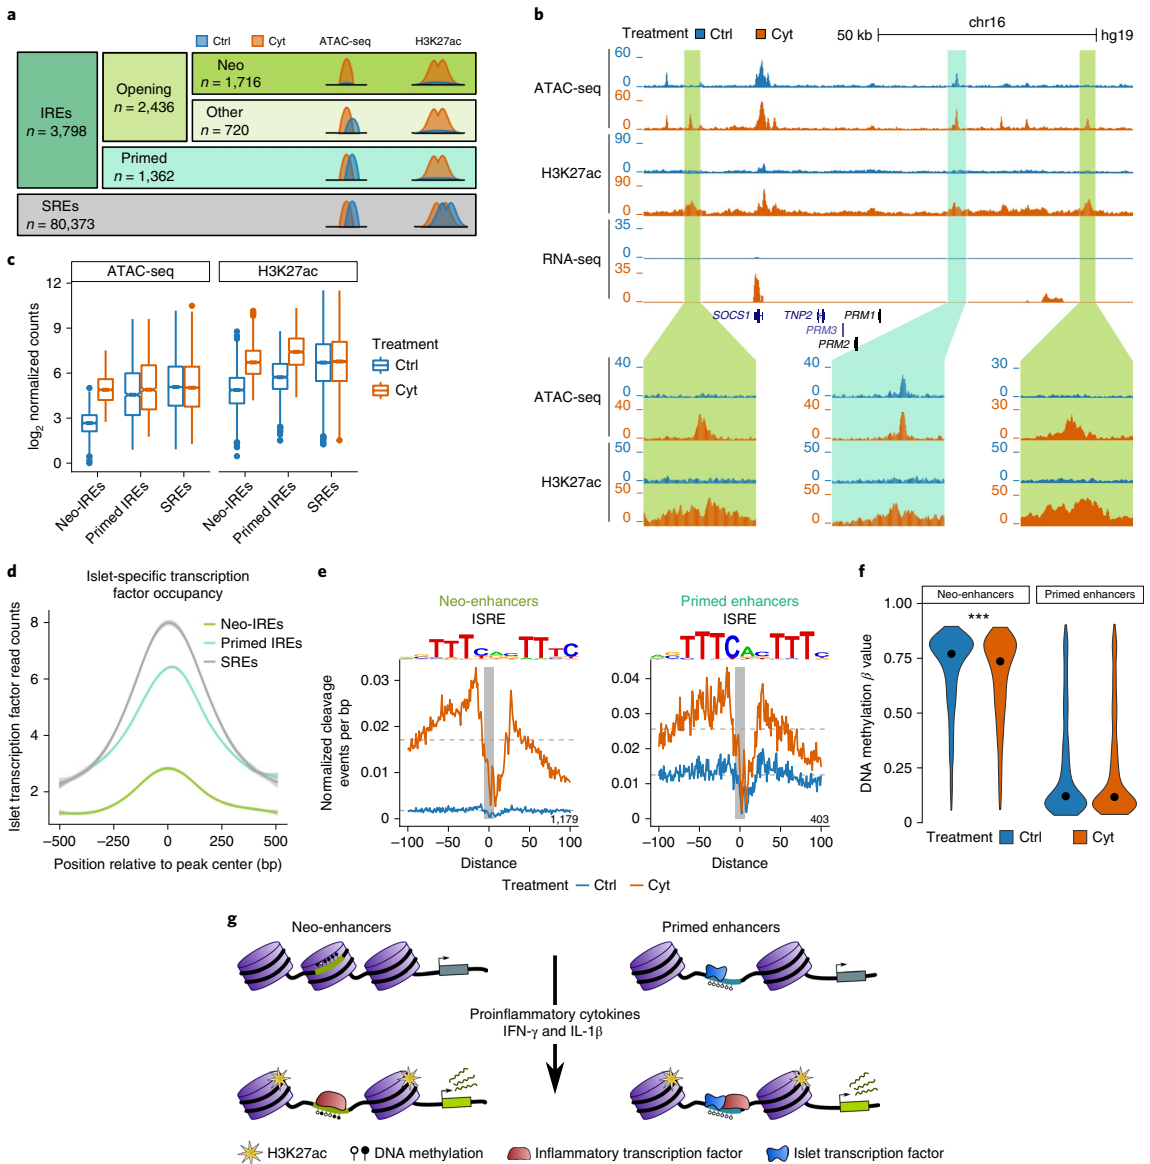 a
Ctrl Cyt ATAC-seq H3K27ac
IREs
n = 3,798
Opening
n = 2,436
Neo
n = 1,716
Other
n = 720
Primed
n = 1,362
SREs
n = 80,373
b
Treatment Ctrl Cyt
chr16
50 kb hg19
ATAC-seq
60
0
60
0
H3K27ac
90
0
90
0
RNA-seq
35
0
35
0
SOCS1 TNP2 PRM1
PRM3
PRM2
ATAC-seq
40 40 30
0 0 0
40 40 30
0 0 0
H3K27ac
50 50 50
0 0 0
50 50 50
0 0 0
c
ATAC-seq H3K27ac
log2 normalized counts
12
9
6
3
0
Neo-IREs Primed IREs SREs Neo-IREs Primed IREs SREs
Treatment
Ctrl
Cyt
d
Islet-specific transcription
factor occupancy
Islet transcription factor read counts
8
6
4
2
Neo-IREs
Primed IREs
SREs
−500 −250 0 250 500
Position relative to peak center (bp)
e
Neo-enhancers
ISRE
Normalized cleavage
events per bp
0.03
0.02
0.01
0
1,179
−100 −50 0 50 100
Distance
Primed enhancers
ISRE
0.04
0.03
0.02
0.01
0
403
−100 −50 0 50 100
Distance
Treatment Ctrl Cyt
f
Neo-enhancers Primed enhancers
***
DNA methylation β value
1.00
0.75
0.50
0.25
0
Treatment Ctrl Cyt
g
Neo-enhancers Primed enhancers
Proinflammatory cytokines
IFN-γ and IL-1β
H3K27ac DNA methylation Inflammatory transcription factor Islet transcription factor